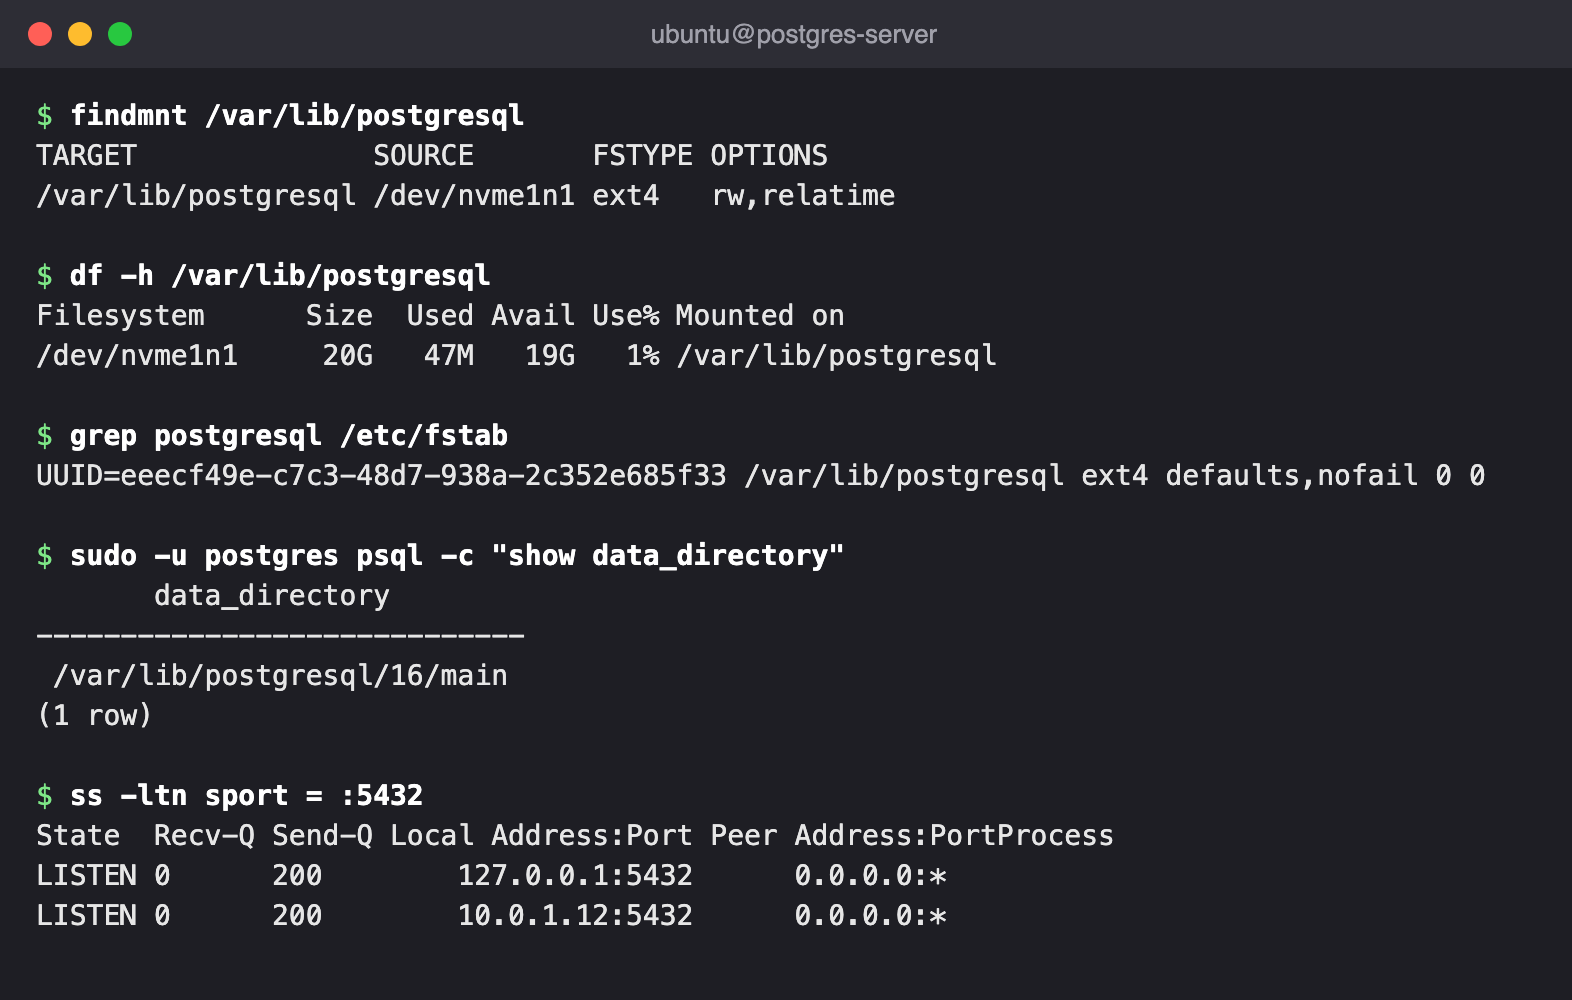 ubuntu@postgres-server
$ findmnt /var/lib/postgresql
TARGET              SOURCE       FSTYPE OPTIONS
/var/lib/postgresql /dev/nvme1n1 ext4   rw,relatime
$ df -h /var/lib/postgresql
Filesystem      Size  Used Avail Use% Mounted on
/dev/nvme1n1     20G   47M   19G   1% /var/lib/postgresql
$ grep postgresql /etc/fstab
UUID=eeecf49e-c7c3-48d7-938a-2c352e685f33 /var/lib/postgresql ext4 defaults,nofail 0 0
$ sudo -u postgres psql -c "show data_directory"
       data_directory
-----------------------------
 /var/lib/postgresql/16/main
(1 row)
$ ss -ltn sport = :5432
State  Recv-Q Send-Q Local Address:Port Peer Address:PortProcess
LISTEN 0      200        127.0.0.1:5432      0.0.0.0:*
LISTEN 0      200        10.0.1.12:5432      0.0.0.0:*